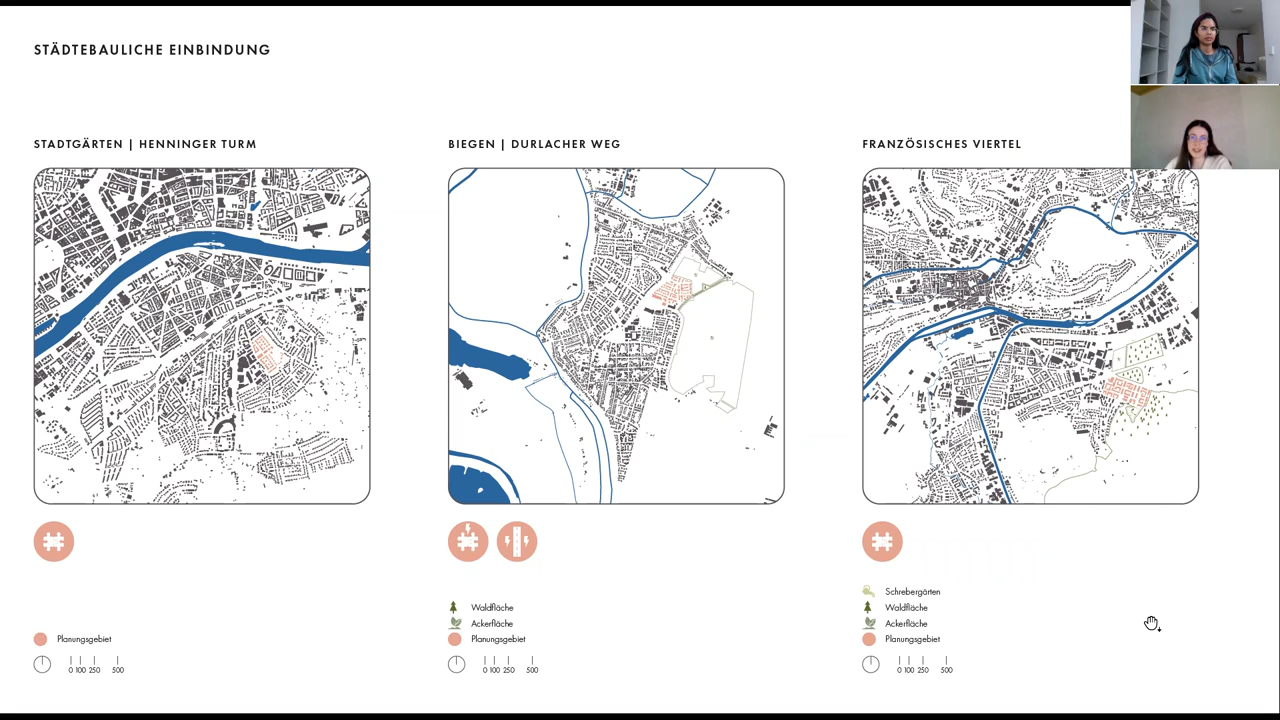 STÄDTEBAULICHE EINBINDUNG
STADTGÄRTEN | HENNINGER TURM
BIEGEN | DURLACHER WEG
FRANZÖSISCHES VIERTEL
Planungsgebiet
0 100 250 500
Waldfläche
Ackerfläche
Planungsgebiet
0 100 250 500
Schrebergärten
Waldfläche
Ackerfläche
Planungsgebiet
0 100 250 500